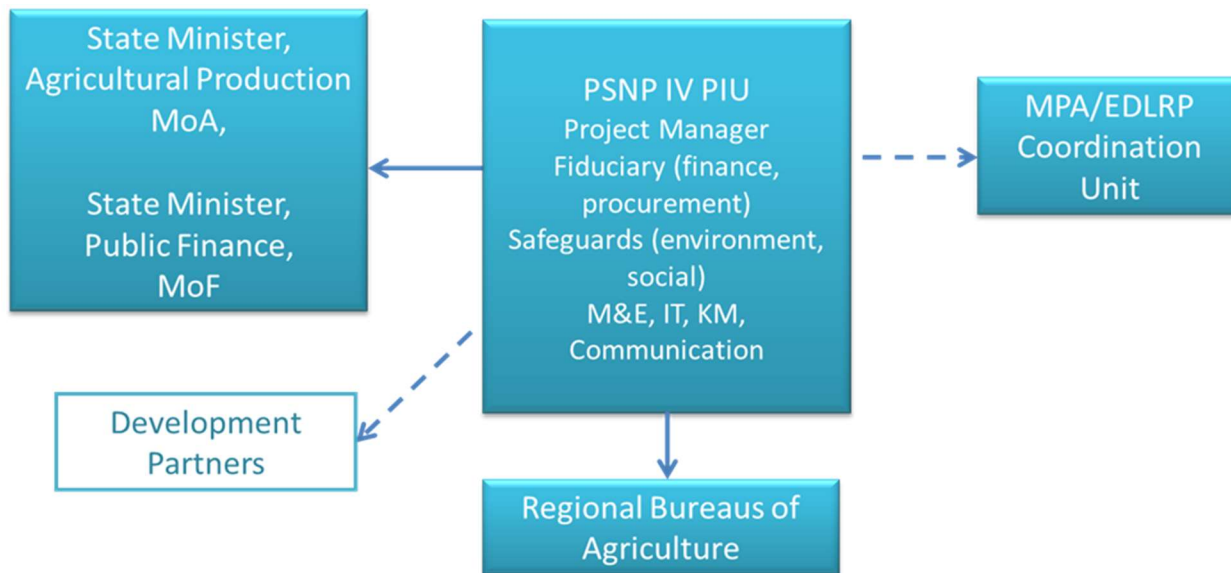 State Minister,
Agricultural Production
MoA,
State Minister,
Public Finance,
MoF
PSNP IV PIU
Project Manager
Fiduciary (finance,
procurement)
Safeguards (environment,
social)
M&E, IT, KM,
Communication
MPA/EDLRP
Coordination
Unit
Development
Partners
Regional Bureaus of
Agriculture